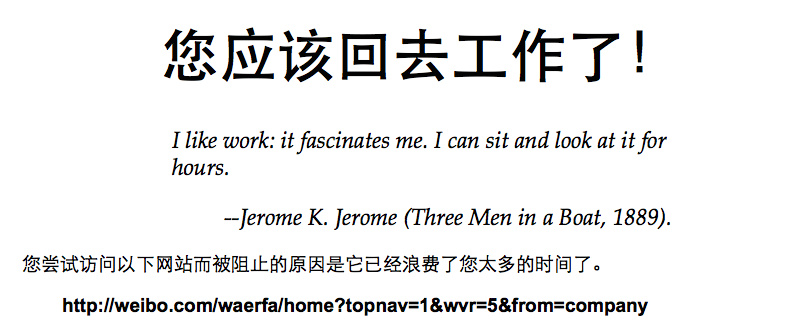 您应该回去工作了!
I like work: it fascinates me. I can sit and look at it for
hours.
--Jerome K. Jerome (Three Men in a Boat, 1889).
您尝试访问以下网站而被阻止的原因是它已经浪费了您太多的时间了。
http://weibo.com/waerfa/home?topnav=1&wvr=5&from=company